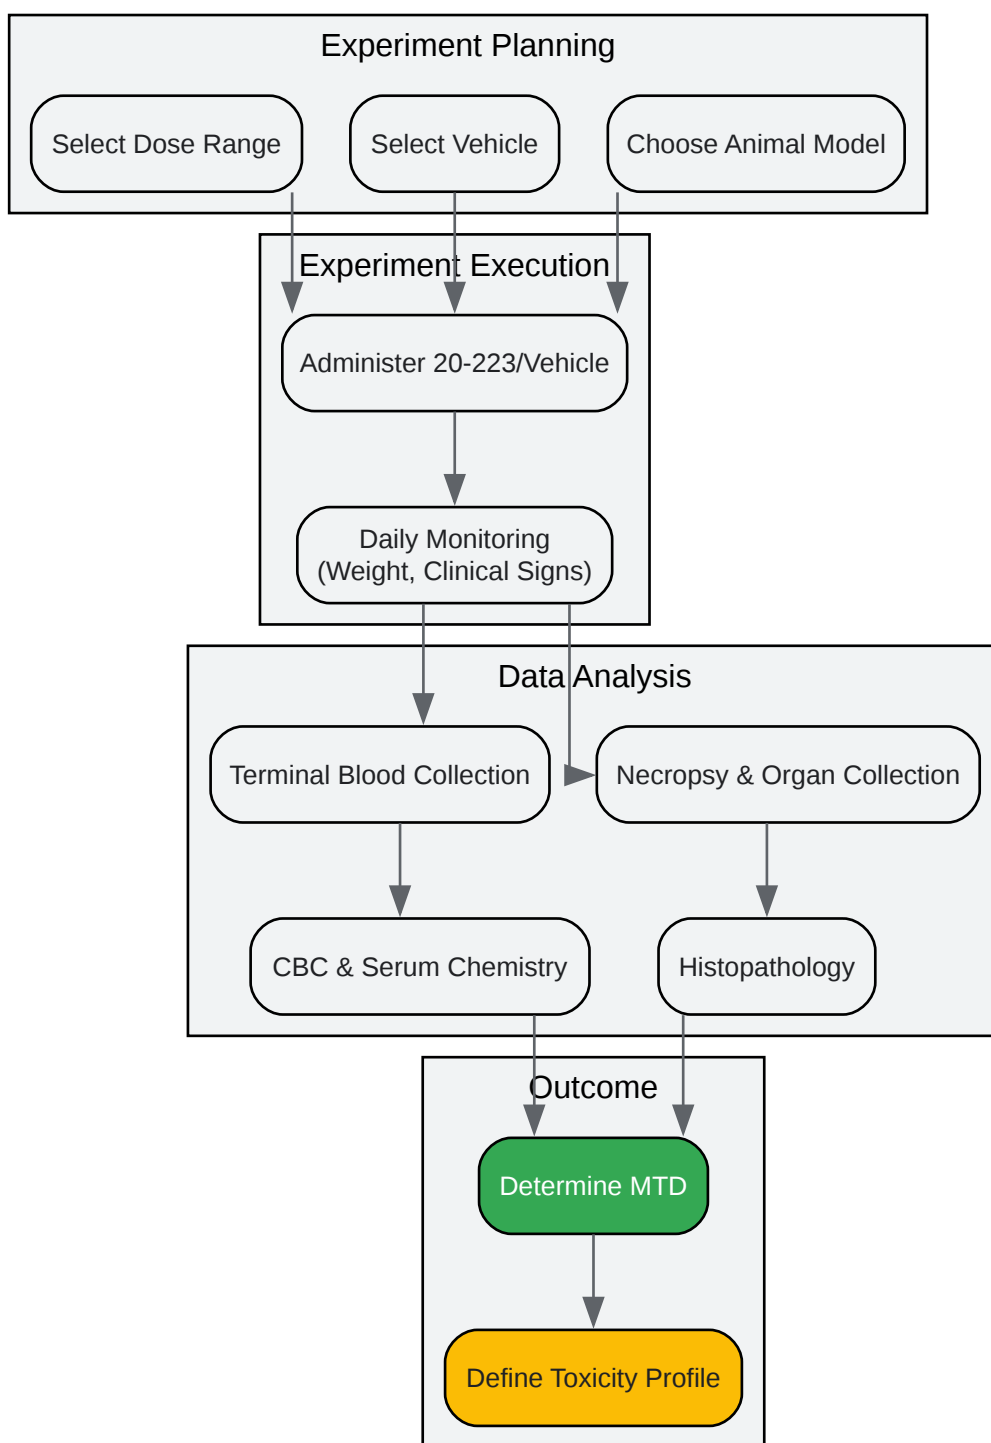 Experiment Planning
Select Dose Range
Select Vehicle
Choose Animal Model
Experiment Execution
Administer 20-223/Vehicle
Daily Monitoring
(Weight, Clinical Signs)
Data Analysis
Terminal Blood Collection
Necropsy & Organ Collection
CBC & Serum Chemistry
Histopathology
Outcome
Determine MTD
Define Toxicity Profile